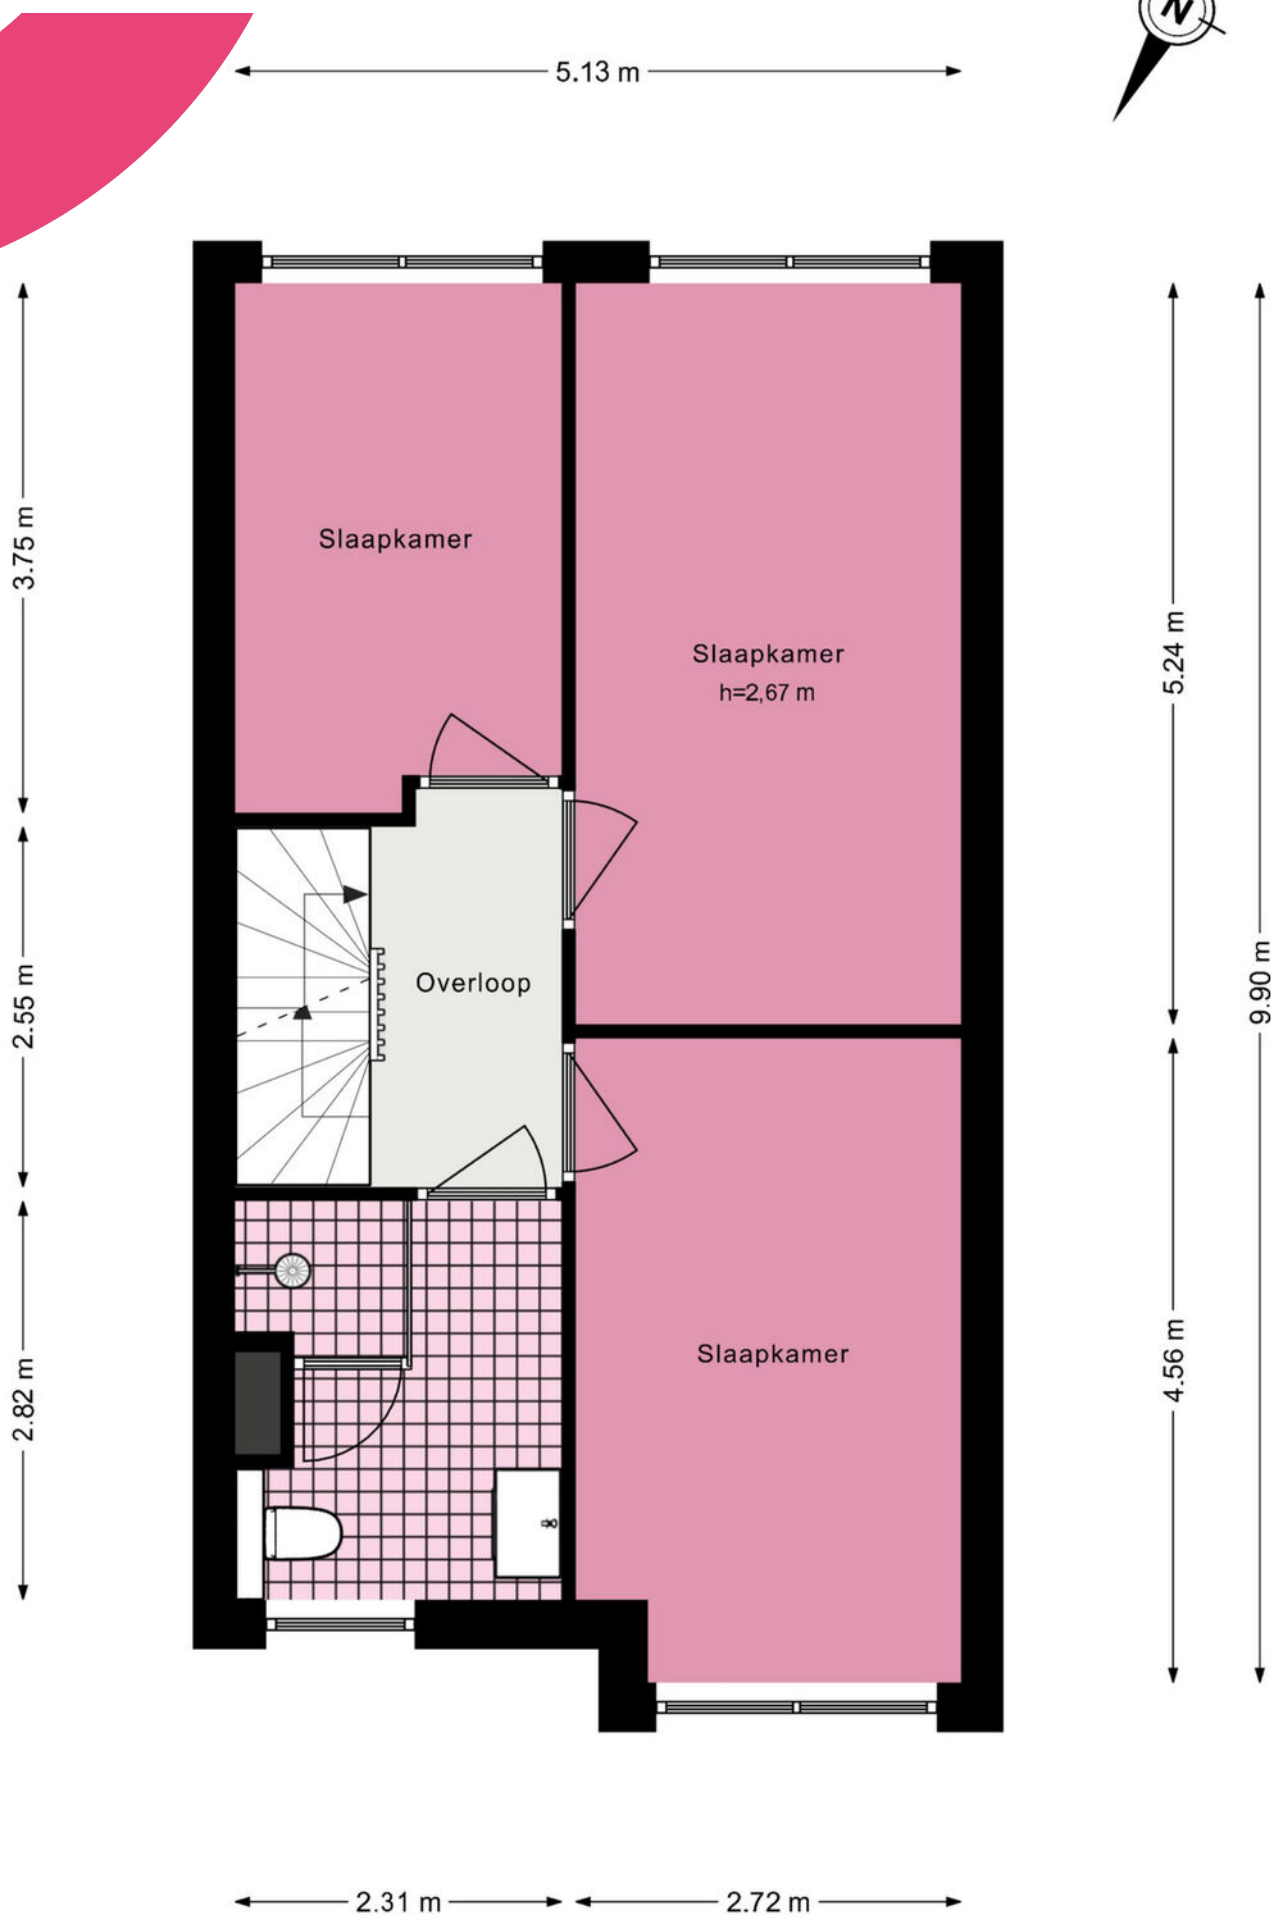 N
5.13 m
3.75 m
Slaapkamer
Slaapkamer
h=2,67 m
5.24 m
9.90 m
2.55 m
Overloop
Slaapkamer
4.56 m
2.82 m
2.31 m
2.72 m